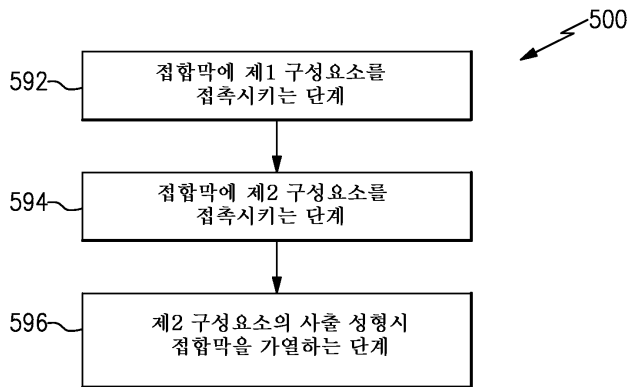 500
592
접합막에 제1 구성요소를
접촉시키는 단계
594
접합막에 제2 구성요소를
접촉시키는 단계
596
제2 구성요소의 사출 성형시
접합막을 가열하는 단계